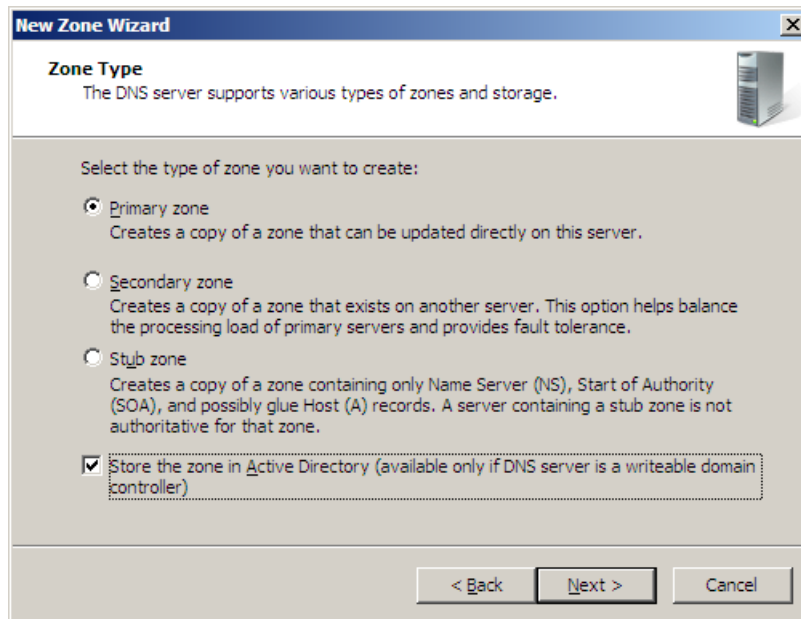 New Zone Wizard
Zone Type
The DNS server supports various types of zones and storage.
Select the type of zone you want to create:
Primary zone
Creates a copy of a zone that can be updated directly on this server.
Secondary zone
Creates a copy of a zone that exists on another server. This option helps balance
the processing load of primary servers and provides fault tolerance.
Stub zone
Creates a copy of a zone containing only Name Server (NS), Start of Authority
(SOA), and possibly glue Host (A) records. A server containing a stub zone is not
authoritative for that zone.
Store the zone in Active Directory (available only if DNS server is a writeable domain
controller)
< Back Next > Cancel